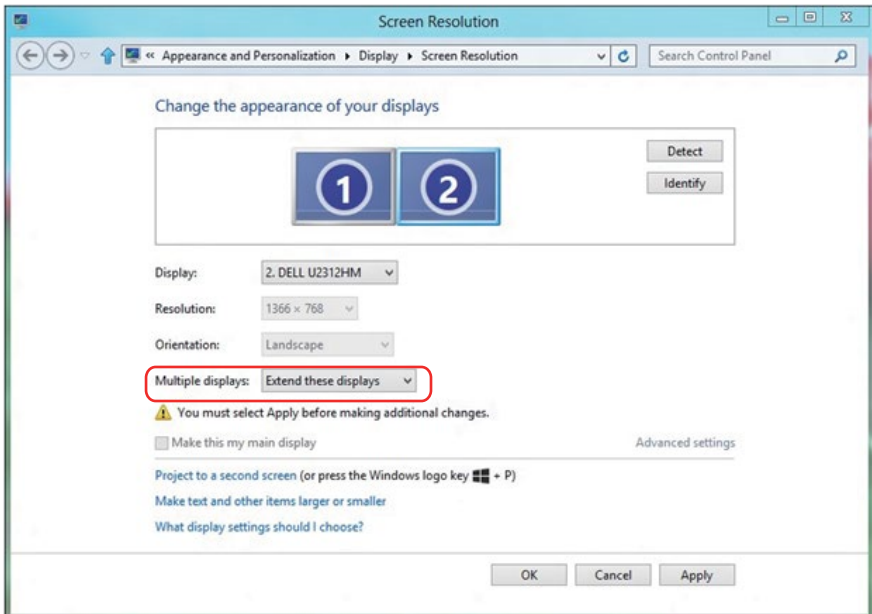 Screen Resolution
« Appearance and Personalization ▸ Display ▸ Screen Resolution
Search Control Panel
Change the appearance of your displays
1
2
Detect
Identify
Display: 2. DELL U2312HM
Resolution: 1366 × 768
Orientation: Landscape
Multiple displays: Extend these displays
You must select Apply before making additional changes.
Make this my main display
Advanced settings
Project to a second screen (or press the Windows logo key + P)
Make text and other items larger or smaller
What display settings should I choose?
OK
Cancel
Apply